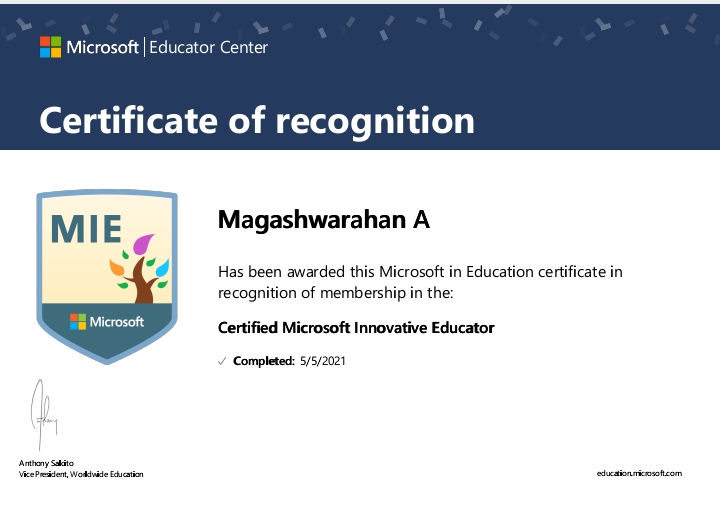 Microsoft | Educator Center
Certificate of recognition
MIE
Microsoft
Magashwarahan A
Has been awarded this Microsoft in Education certificate in
recognition of membership in the:
Certified Microsoft Innovative Educator
✓ Completed: 5/5/2021
Anthony Salcito
Vice President, Worldwide Education
education.microsoft.com